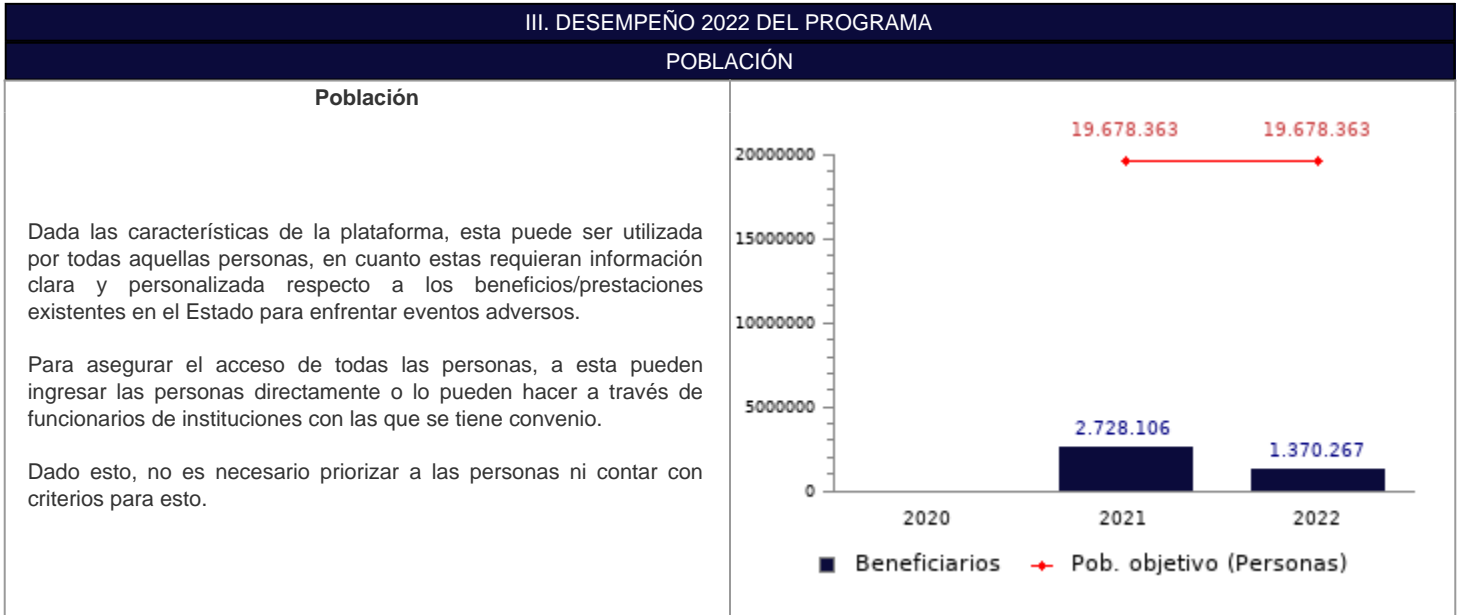 III. DESEMPEÑO 2022 DEL PROGRAMA
POBLACIÓN
Población
Dada las características de la plataforma, esta puede ser utilizada
por todas aquellas personas, en cuanto estas requieran información
clara y personalizada respecto a los beneficios/prestaciones
existentes en el Estado para enfrentar eventos adversos.
Para asegurar el acceso de todas las personas, a esta pueden
ingresar las personas directamente o lo pueden hacer a través de
funcionarios de instituciones con las que se tiene convenio.
Dado esto, no es necesario priorizar a las personas ni contar con
criterios para esto.
19.678.363 19.678.363
20000000
15000000
10000000
5000000
2.728.106
1.370.267
0
2020 2021 2022
Beneficiarios Pob. objetivo (Personas)